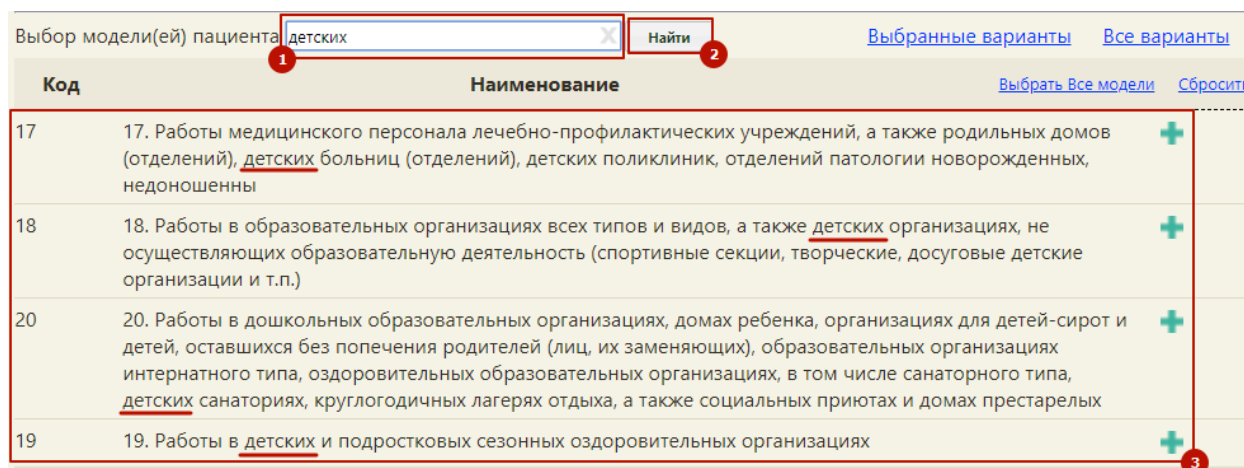 Выбор модели(ей) пациента детских X Найти Выбранные варианты Все варианты
1 2
Код Наименование Выбрать Все модели Сбросить
17 17. Работы медицинского персонала лечебно-профилактических учреждений, а также родильных домов
(отделений), детских больниц (отделений), детских поликлиник, отделений патологии новорожденных,
недоношенны
18 18. Работы в образовательных организациях всех типов и видов, а также детских организациях, не
осуществляющих образовательную деятельность (спортивные секции, творческие, досуговые детские
организации и т.п.)
20 20. Работы в дошкольных образовательных организациях, домах ребенка, организациях для детей-сирот и
детей, оставшихся без попечения родителей (лиц, их заменяющих), образовательных организациях
интернатного типа, оздоровительных образовательных организациях, в том числе санаторного типа,
детских санаториях, круглогодичных лагерях отдыха, а также социальных приютах и домах престарелых
19 19. Работы в детских и подростковых сезонных оздоровительных организациях
3